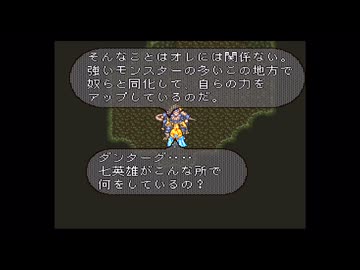 そんなことはオレには関係ない。
強いモンスターの多いこの地方で
奴らと同化して、自らの力を
アップしているのだ。
ダンターグ‥‥
七英雄がこんな所で
何をしているの？